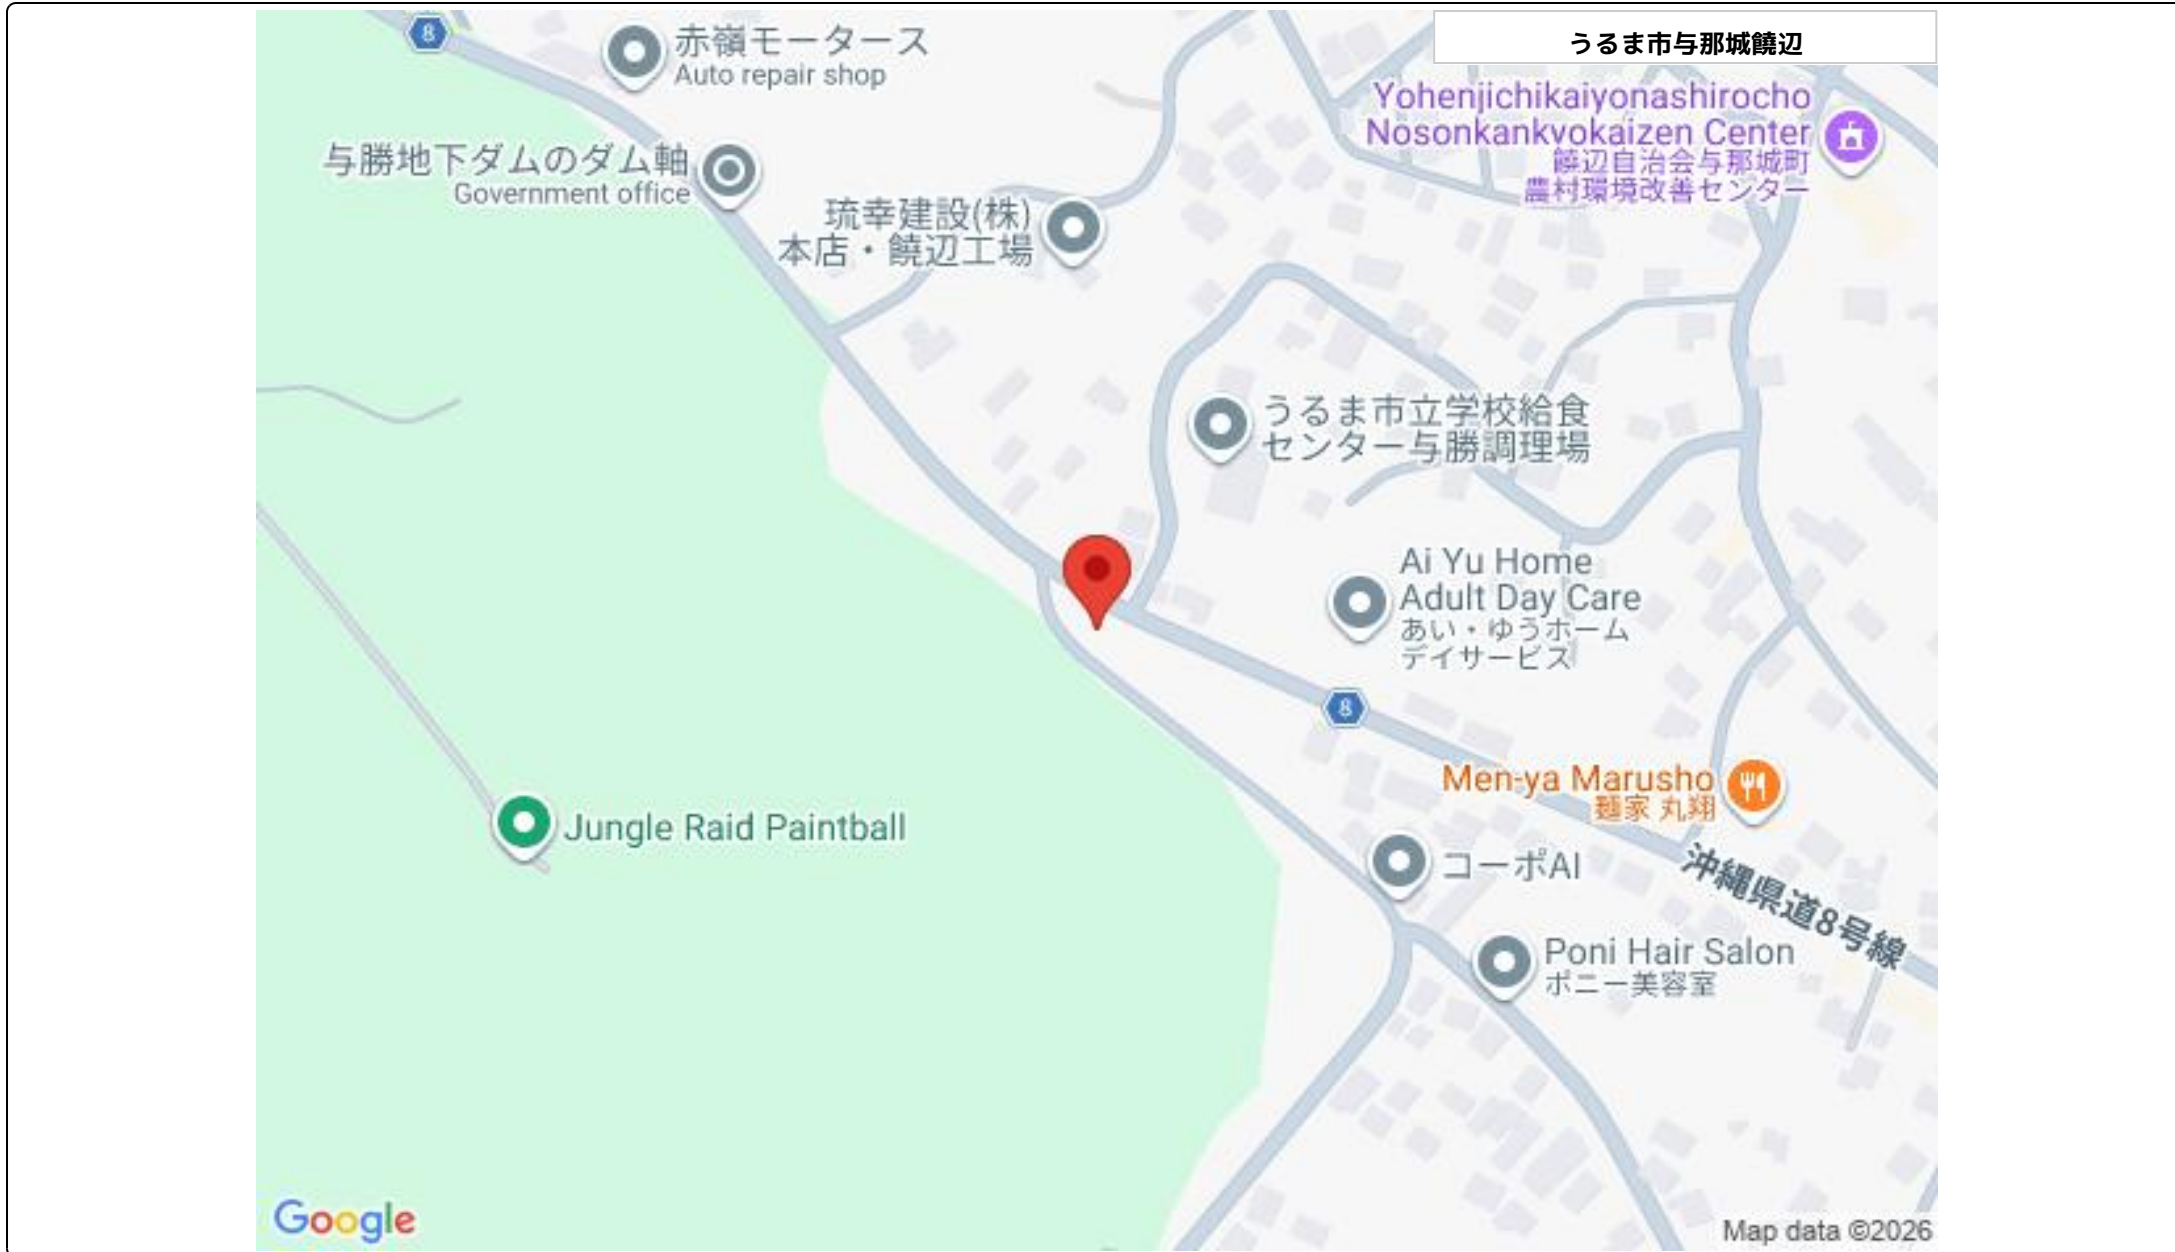 うるま市与那城饒辺
8
赤嶺モータース
Auto repair shop
Yohenjichikaiyonashirocho
Nosonkankyokaizen Center
饒辺自治会与那城町
農村環境改善センター
与勝地下ダムのダム軸
Government office
琉幸建設(株)
本店・饒辺工場
うるま市立学校給食
センター与勝調理場
Ai Yu Home
Adult Day Care
あい・ゆうホーム
デイサービス
8
Men-ya Marusho
麺家 丸翔
Jungle Raid Paintball
コーポAI
沖縄県道8号線
Poni Hair Salon
ポニー美容室
Google
Map data ©2026